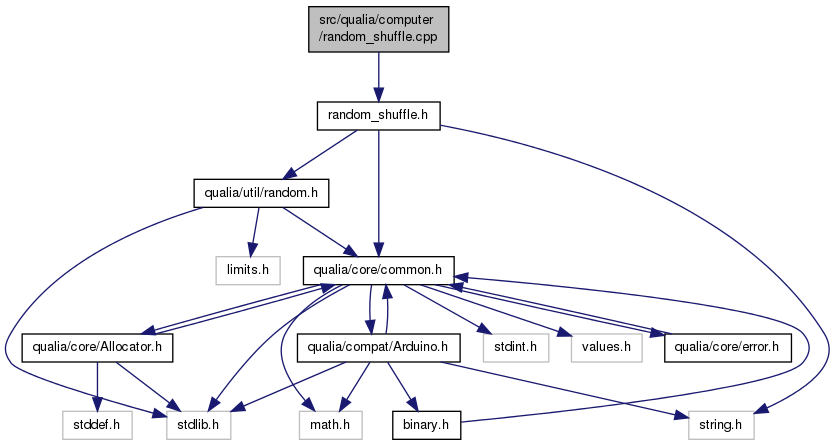 src/qualia/computer
/random_shuffle.cpp
random_shuffle.h
qualia/util/random.h
limits.h
qualia/core/common.h
qualia/core/Allocator.h
qualia/compat/Arduino.h
stdint.h
values.h
qualia/core/error.h
stddef.h
stdlib.h
math.h
binary.h
string.h